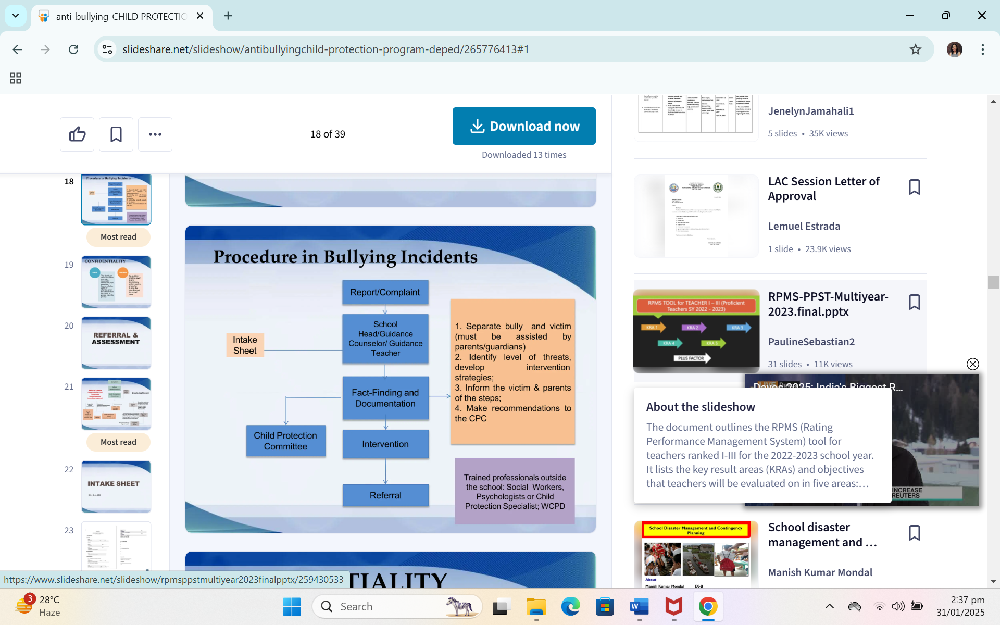 anti-bullying-CHILD PROTECTIO
slideshare.net/slideshow/antibullyingchild-protection-program-deped/265776413#1
18 of 39
Download now
Downloaded 13 times
18
Procedure in Bullying Incidents
Most read
19
CONFIDENTIALITY
20
REFERRAL &
ASSESSMENT
21
Most read
22
INTAKE SHEET
23
Procedure in Bullying Incidents
Report/Complaint
School
Head/Guidance
Counselor/ Guidance
Teacher
Intake
Sheet
Fact-Finding and
Documentation
Child Protection
Committee
Intervention
Referral
1. Separate bully and victim
(must be assisted by
parents/guardians)
2. Identify level of threats,
develop intervention
strategies;
3. Inform the victim & parents
of the steps;
4. Make recommendations to
the CPC
Trained professionals outside
the school: Social Workers,
Psychologists or Child
Protection Specialist; WCPD
TIALITY
JenelynJamahali1
5 slides • 35K views
LAC Session Letter of
Approval
Lemuel Estrada
1 slide • 23.9K views
RPMS TOOL for TEACHER I – III (Proficient
Teachers SY 2022 - 2023)
KRA 1
KRA 2
KRA 3
KRA 4
KRA 5
PLUS FACTOR
RPMS-PPST-Multiyear-
2023.final.pptx
PaulineSebastian2
31 slides • 11K views
Davos 2025: India's Biggest R...
About the slideshow
The document outlines the RPMS (Rating
Performance Management System) tool for
teachers ranked I-III for the 2022-2023 school year.
It lists the key result areas (KRAs) and objectives
that teachers will be evaluated on in five areas:...
INCREASE
REUTERS
School Disaster Management and Contingency
Planning
About
Manish Kumar Mondal IX-B
School disaster
management and ...
Manish Kumar Mondal
https://www.slideshare.net/slideshow/rpmsppstmultiyear2023finalpptx/259430533
3
28°C
Haze
Search
2:37 pm
31/01/2025